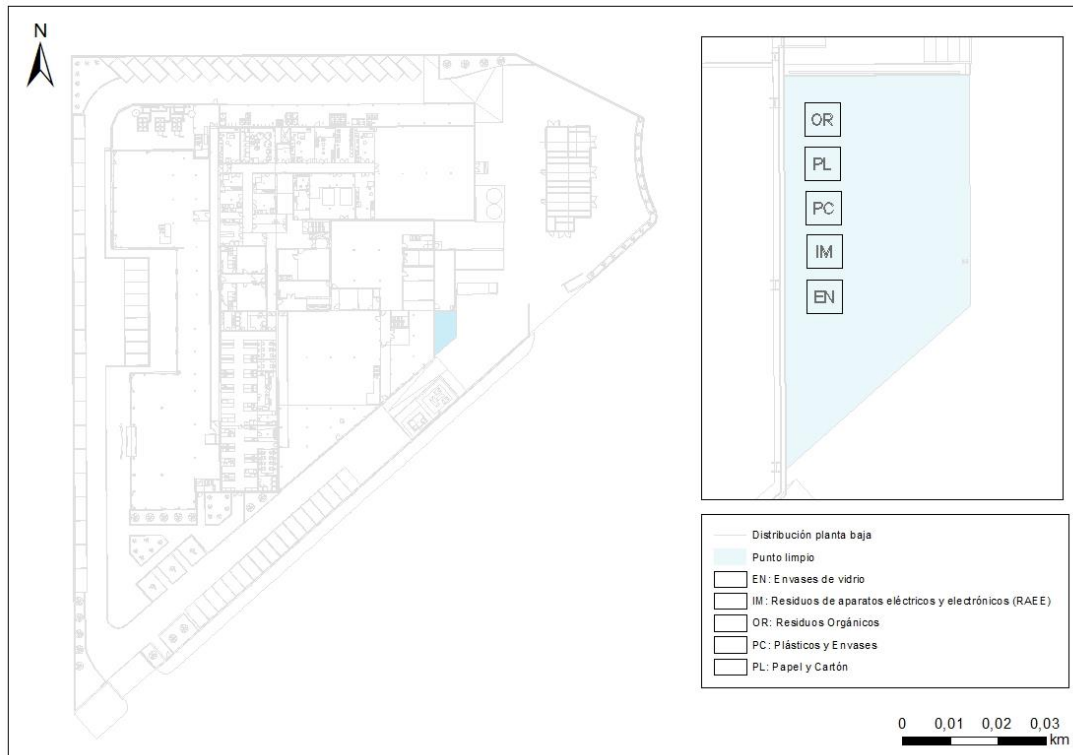 N
OR
PL
PC
IM
EN
Distribución planta baja
Punto limpio
EN: Envases de vidrio
IM: Residuos de aparatos eléctricos y electrónicos (RAEE)
OR: Residuos Orgánicos
PC: Plásticos y Envases
PL: Papel y Cartón
0 0,01 0,02 0,03
km